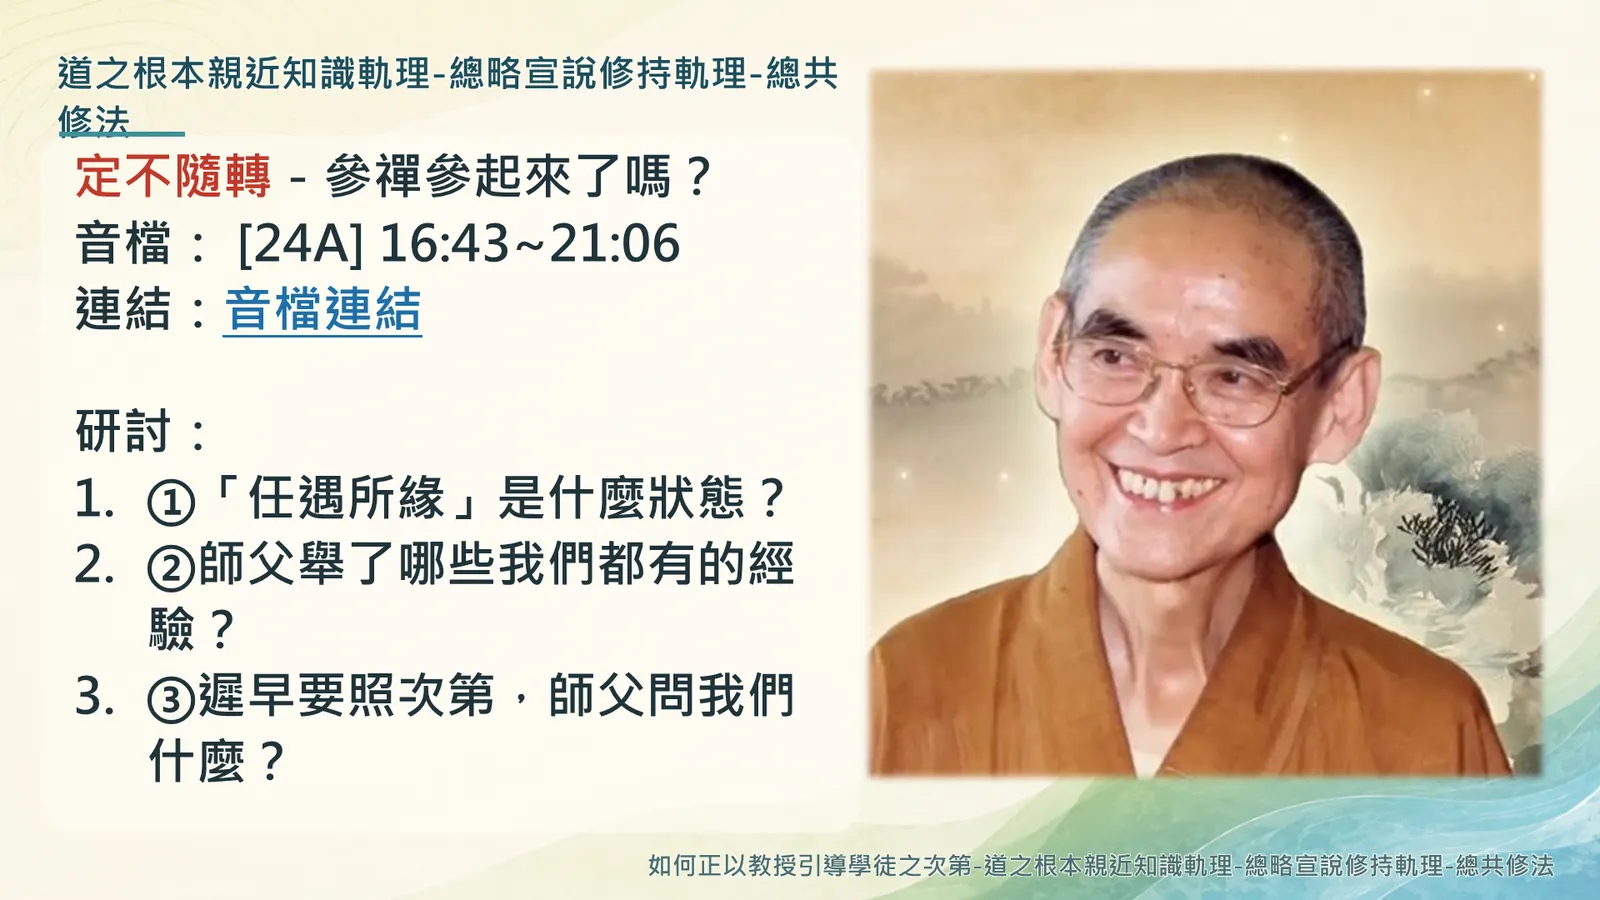 道之根本親近知識軌理-總略宣說修持軌理-總共
修法
定不隨轉 - 參禪參起來了嗎？
音檔： [24A] 16:43~21:06
連結：音檔連結
研討：
1. ①「任遇所緣」是什麼狀態？
2. ②師父舉了哪些我們都有的經
驗？
3. ③遲早要照次第，師父問我們
什麼？
如何正以教授引導學徒之次第-道之根本親近知識軌理-總略宣說修持軌理-總共修法